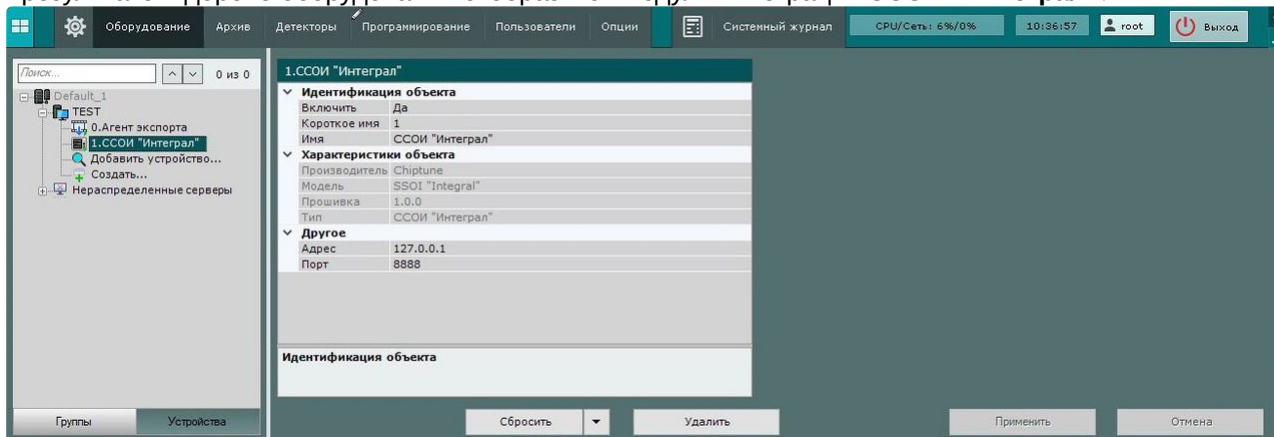 Оборудование Архив Детекторы Программирование Пользователи Опции Системный журнал CPU/Сеть: 6%/0% 10:36:57 root Выход
Поиск... 0 из 0
Default_1
TEST
0.Агент экспорта
1.ССОИ "Интеграл"
Добавить устройство...
Создать...
Нераспределенные серверы
Группы Устройства
1.ССОИ "Интеграл"
Идентификация объекта
Включить Да
Короткое имя 1
Имя ССОИ "Интеграл"
Характеристики объекта
Производитель Chiptune
Модель SSOI "Integral"
Прошивка 1.0.0
Тип ССОИ "Интеграл"
Другое
Адрес 127.0.0.1
Порт 8888
Идентификация объекта
Сбросить Удалить Применить Отмена